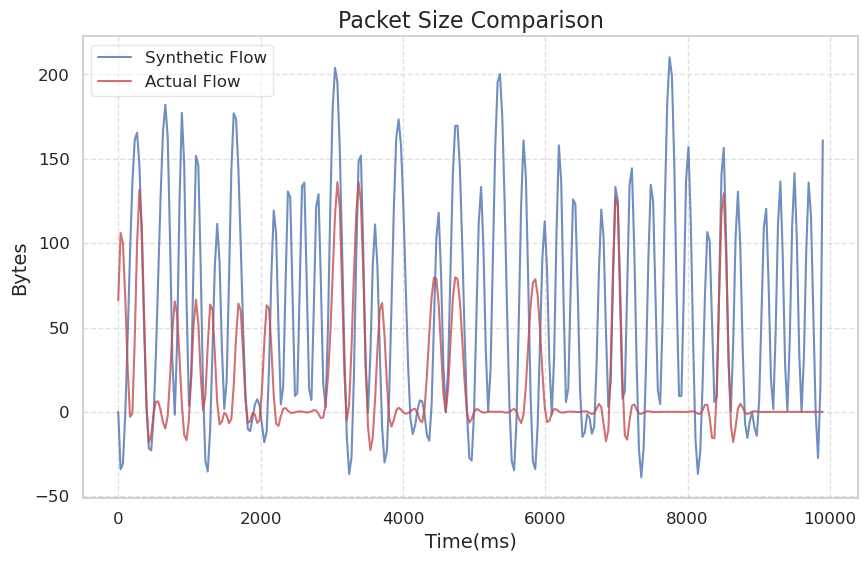 Packet Size Comparison
Synthetic Flow
Actual Flow
200
150
100
50
0
−50
Bytes
0 2000 4000 6000 8000 10000
Time(ms)